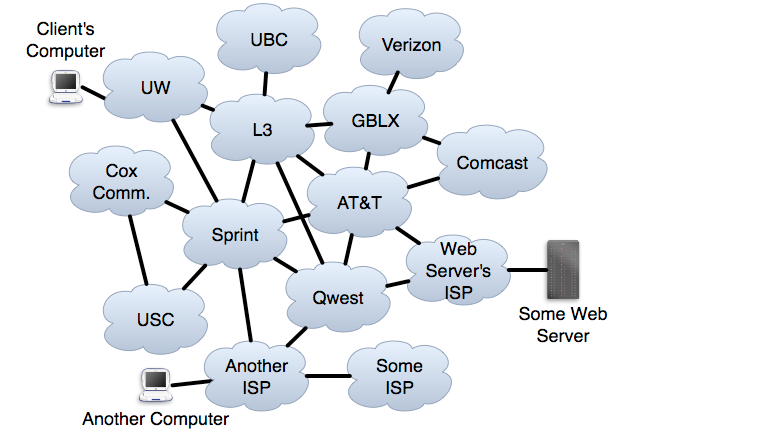 Client's
Computer
UBC
Verizon
UW
L3
GBLX
Comcast
Cox
Comm.
AT&T
Sprint
Web
Server's
ISP
Qwest
USC
Some Web
Server
Another
ISP
Some
ISP
Another Computer